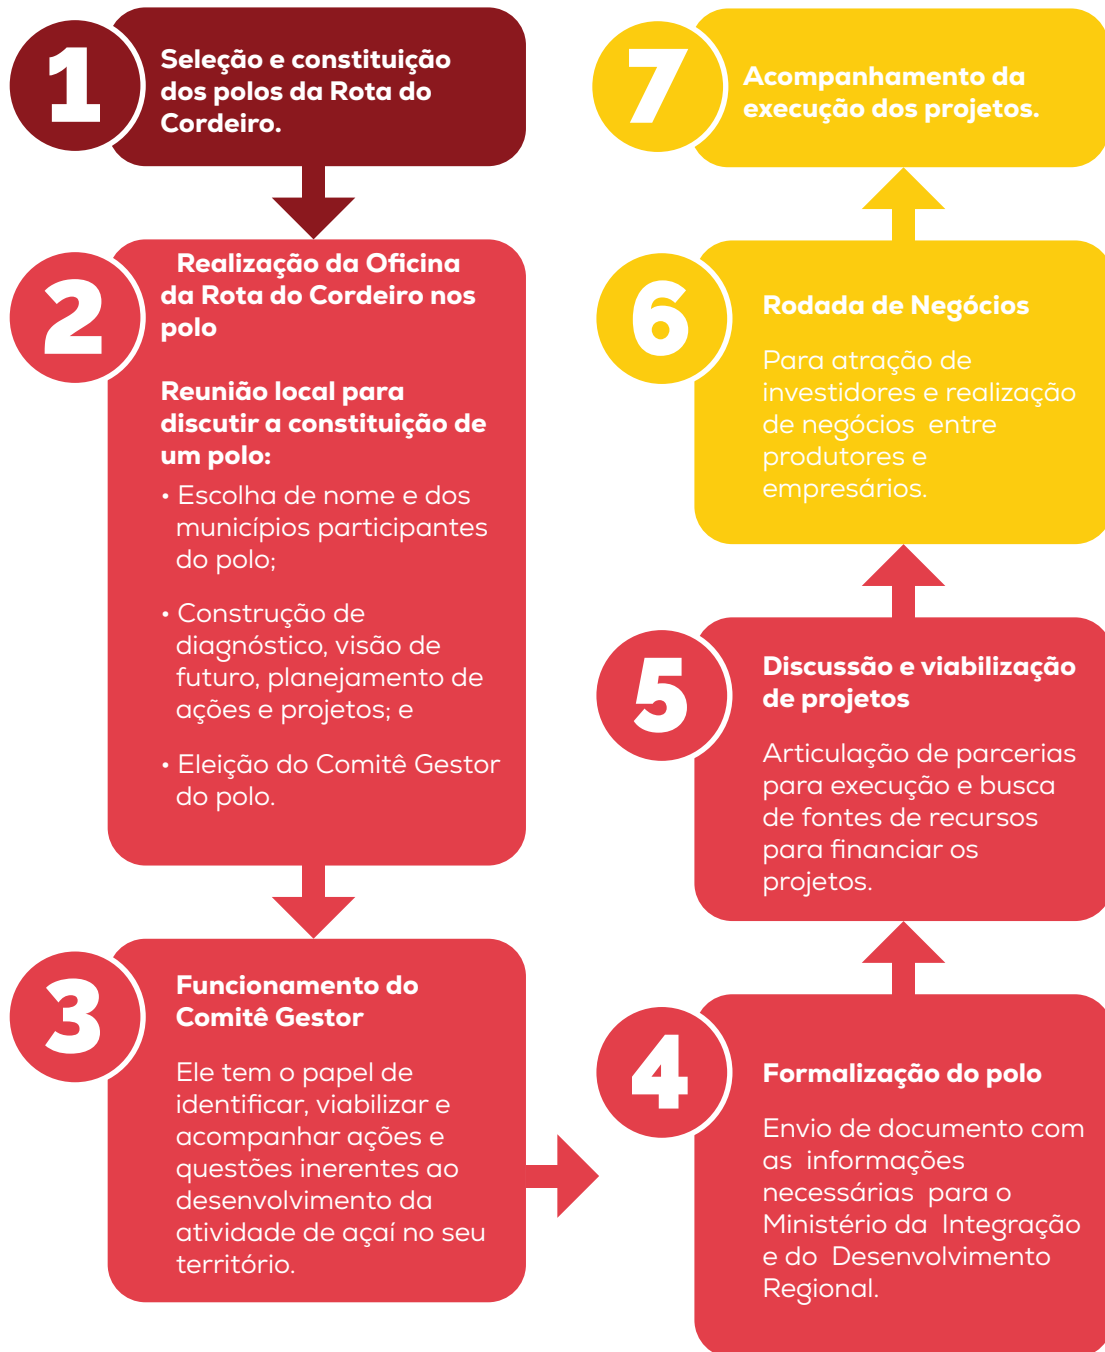 1
Seleção e constituição
dos polos da Rota do
Cordeiro.
2
Realização da Oficina
da Rota do Cordeiro nos
polo
Reunião local para
discutir a constituição de
um polo:
• Escolha de nome e dos
municípios participantes
do polo;
• Construção de
diagnóstico, visão de
futuro, planejamento de
ações e projetos; e
• Eleição do Comitê Gestor
do polo.
3
Funcionamento do
Comitê Gestor
Ele tem o papel de
identificar, viabilizar e
acompanhar ações e
questões inerentes ao
desenvolvimento da
atividade de açaí no seu
território.
4
Formalização do polo
Envio de documento com
as informações
necessárias para o
Ministério da Integração
e do Desenvolvimento
Regional.
5
Discussão e viabilização
de projetos
Articulação de parcerias
para execução e busca
de fontes de recursos
para financiar os
projetos.
6
Rodada de Negócios
Para atração de
investidores e realização
de negócios entre
produtores e
empresários.
7
Acompanhamento da
execução dos projetos.